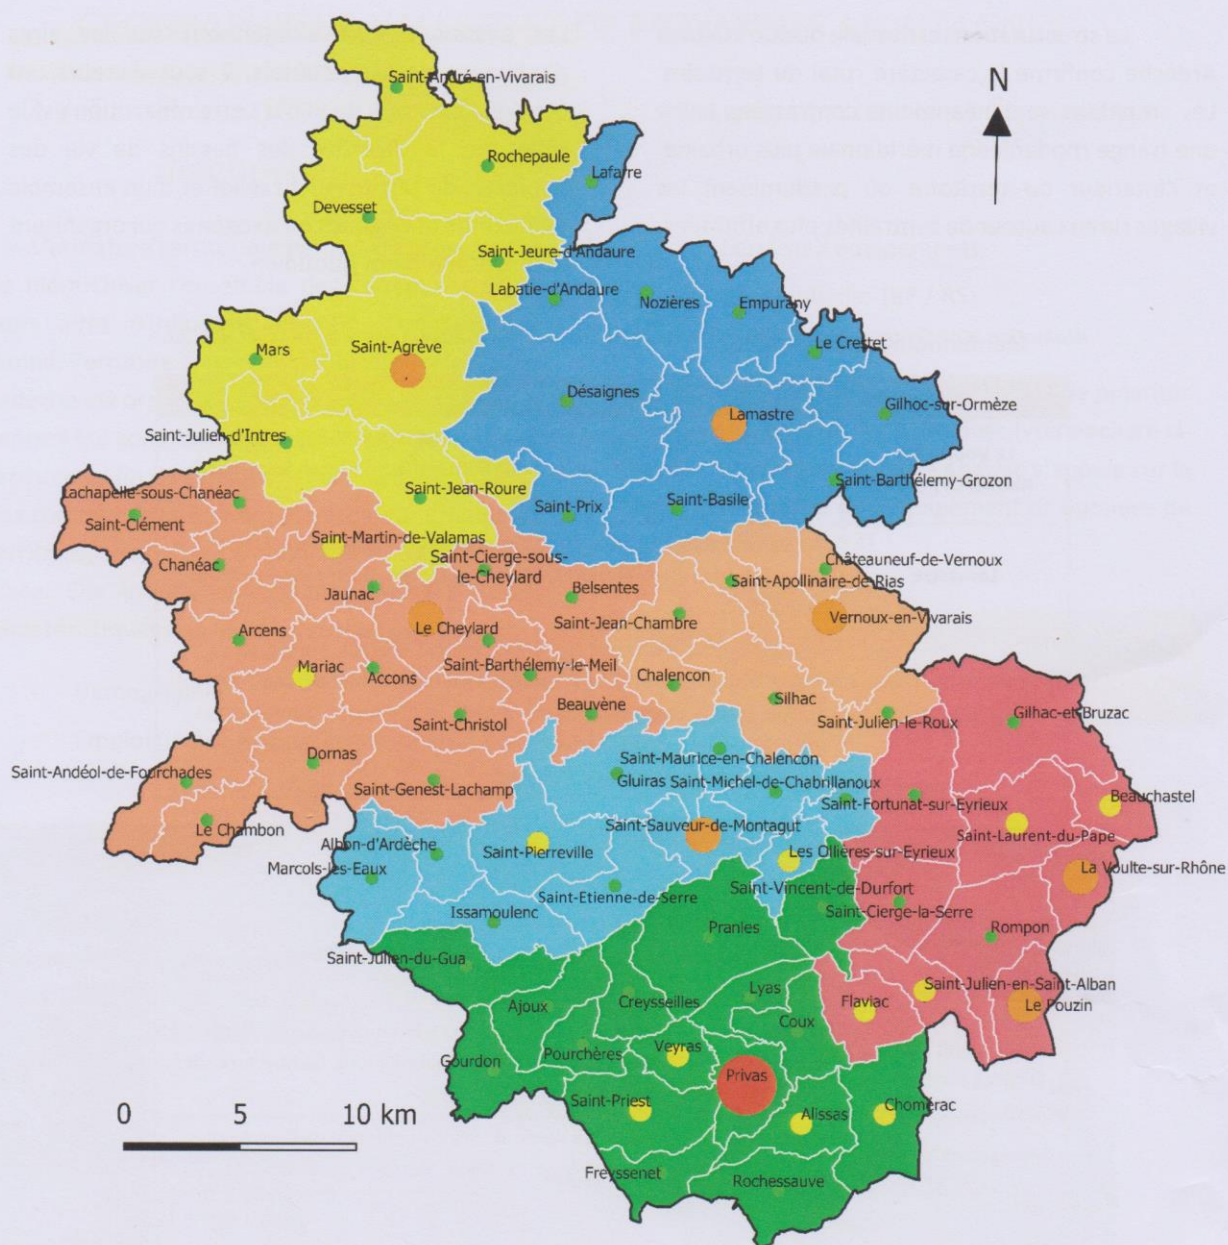 N
Saint-André-en-Vivarais
Rochepaule
Lafarre
Devesset
Saint-Jeure-d'Andaure
Labatie-d'Andaure
Nozières
Empurany
Mars
Saint-Agrève
Le Crestet
Désaignes
Lamastre
Gilhoc-sur-Ormèze
Saint-Julien-d'Intres
Saint-Jean-Roure
Saint-Barthélemy-Grozon
Lachapelle-sous-Chanéac
Saint-Clément
Saint-Prix
Saint-Basile
Saint-Martin-de-Valamas
Chanéac
Saint-Cierge-sous-
le-Cheylard
Châteauneuf-de-Vernoux
Jaunac
Belsentes
Saint-Apollinaire-de-Rias
Arcens
Le Cheylard
Saint-Jean-Chambre
Vernoux-en-Vivarais
Mariac
Accons
Saint-Barthélemy-le-Meil
Chalencon
Silhac
Saint-Christol
Beauvène
Saint-Julien-le-Roux
Gilhac-et-Bruzac
Dornas
Saint-Maurice-en-Chalencon
Saint-Andéol-de-Fourchades
Saint-Genest-Lachamp
Gluiras
Saint-Michel-de-Chabrillanoux
Saint-Fortunat-sur-Eyrieux
Beauchastel
Le Chambon
Saint-Sauveur-de-Montagut
Saint-Laurent-du-Pape
Albon-d'Ardèche
Saint-Pierreville
Les Ollières-sur-Eyrieux
Marcols-les-Eaux
La Voulte-sur-Rhône
Saint-Etienne-de-Serre
Saint-Vincent-de-Durfort
Issamoulenc
Saint-Cierge-la-Serre
Pranles
Rompon
Saint-Julien-du-Gua
Saint-Julien-en-Saint-Alban
Ajoux
Creysseilles
Lyas
Flaviac
Le Pouzin
Coux
Gourdon
Pourchères
Veyras
Privas
Saint-Priest
Alissas
Chomérac
0 5 10 km
Freyssenet
Rochessauve